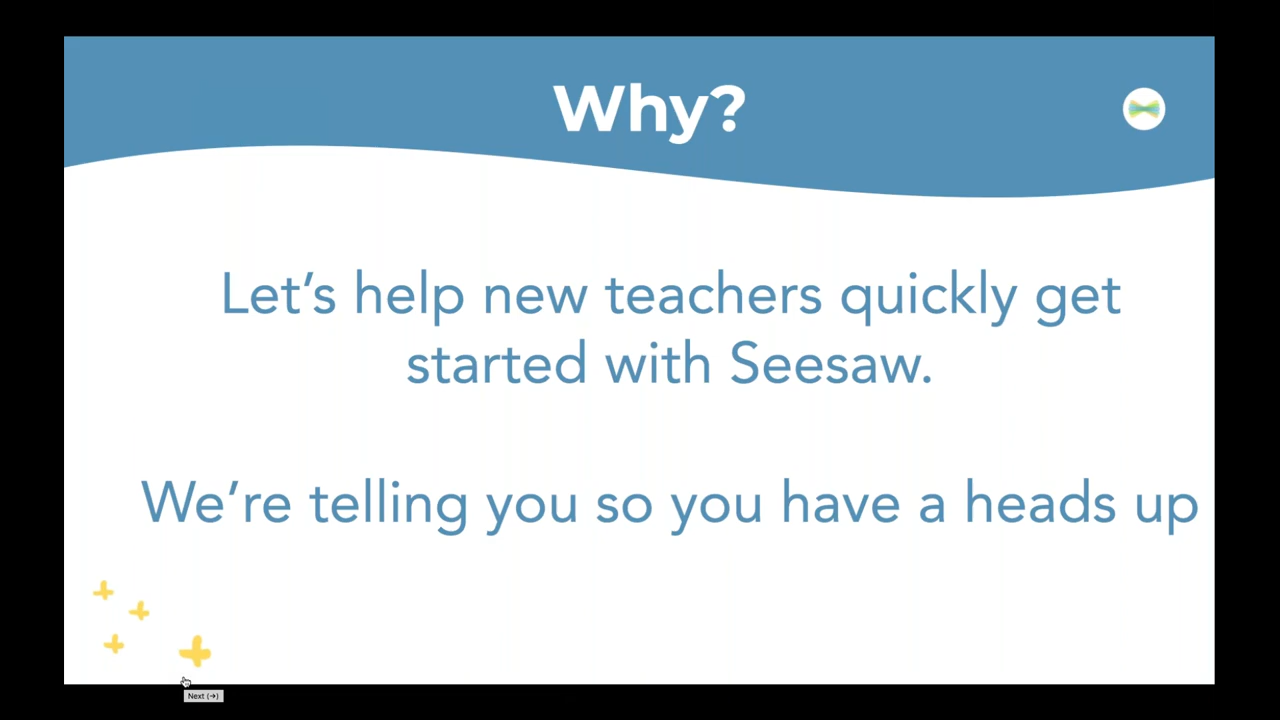 Why?
Let’s help new teachers quickly get
started with Seesaw.
We’re telling you so you have a heads up
Next (→)